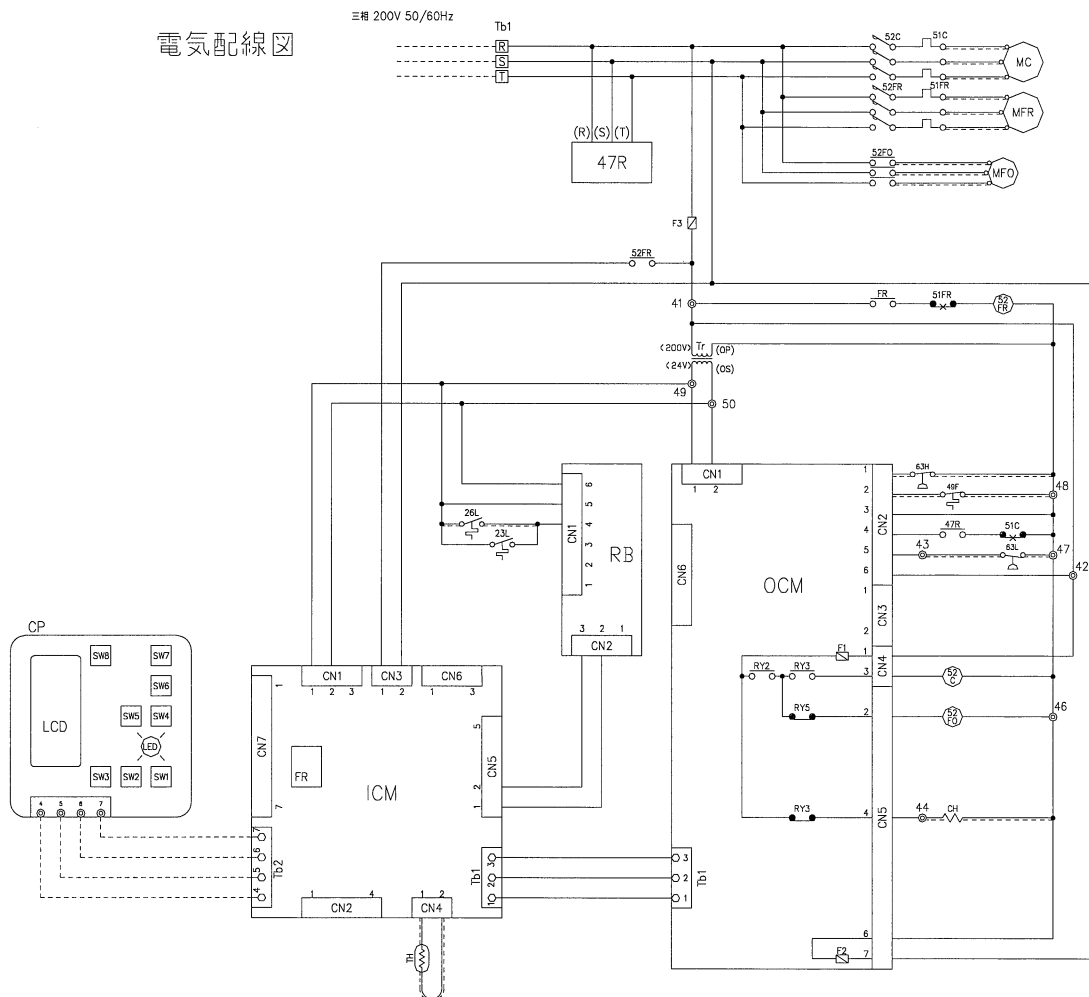 電気配線図
三相 200V 50/60Hz
Tb1
R
S
T
52C
51C
MC
52FR
51FR
MFR
52FO
MFO
(R) (S) (T)
47R
F3
52FR
41
FR
51FR
52
FR
(200V)
Tr
(OP)
(24V)
(OS)
49
50
CN1
1 2
CN6
OCM
CN2
1
2
3
4
5
6
63H
49F
48
47R
51C
43
63L
47
42
CN3
1
2
CN4
1
3
F1
RY2
RY3
52
C
RY5
2
52
FO
46
CN5
RY3
4
44
CH
6
F2
7
Tb1
3
2
1
26L
23L
CN1
6
5
4
3
2
1
RB
3 2 1
CN2
CP
LCD
SW8
SW7
SW6
SW5
SW4
LED
SW3
SW2
SW1
4 5 6 7
CN1
1 2 3
CN3
1 2
CN6
1 3
CN7
1
7
FR
ICM
CN5
5
2
1
Tb2
7
6
5
4
Tb1
3
2
1
CN2
1 4
CN4
1 2
TH